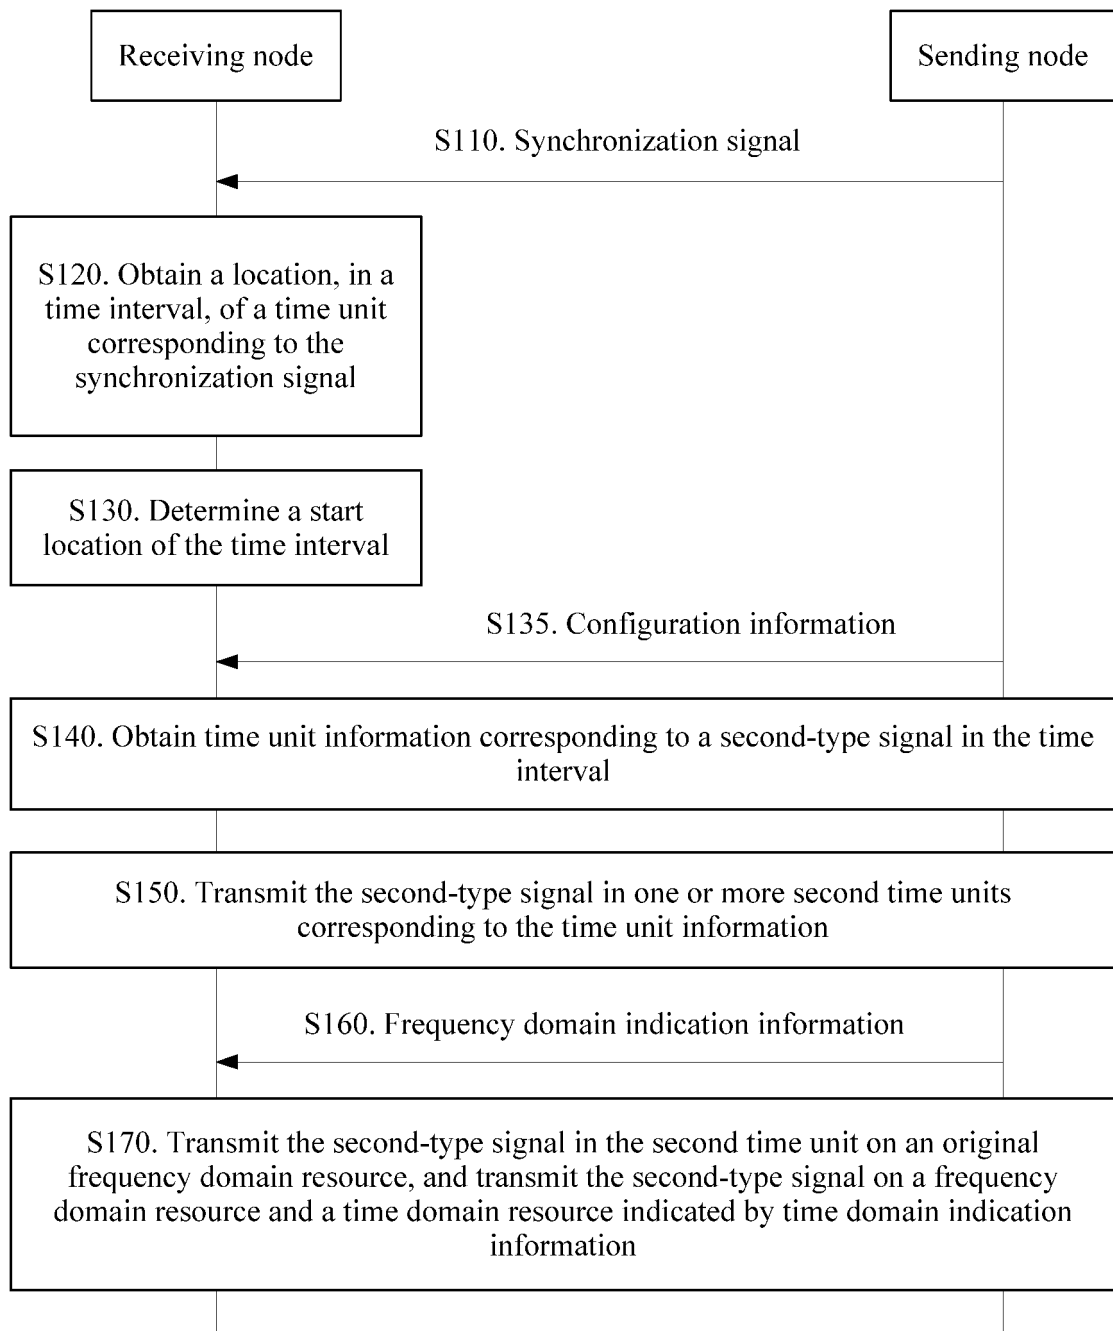 Receiving node
Sending node
S110. Synchronization signal
S120. Obtain a location, in a
time interval, of a time unit
corresponding to the
synchronization signal
S130. Determine a start
location of the time interval
S135. Configuration information
S140. Obtain time unit information corresponding to a second-type signal in the time
interval
S150. Transmit the second-type signal in one or more second time units
corresponding to the time unit information
S160. Frequency domain indication information
S170. Transmit the second-type signal in the second time unit on an original
frequency domain resource, and transmit the second-type signal on a frequency
domain resource and a time domain resource indicated by time domain indication
information